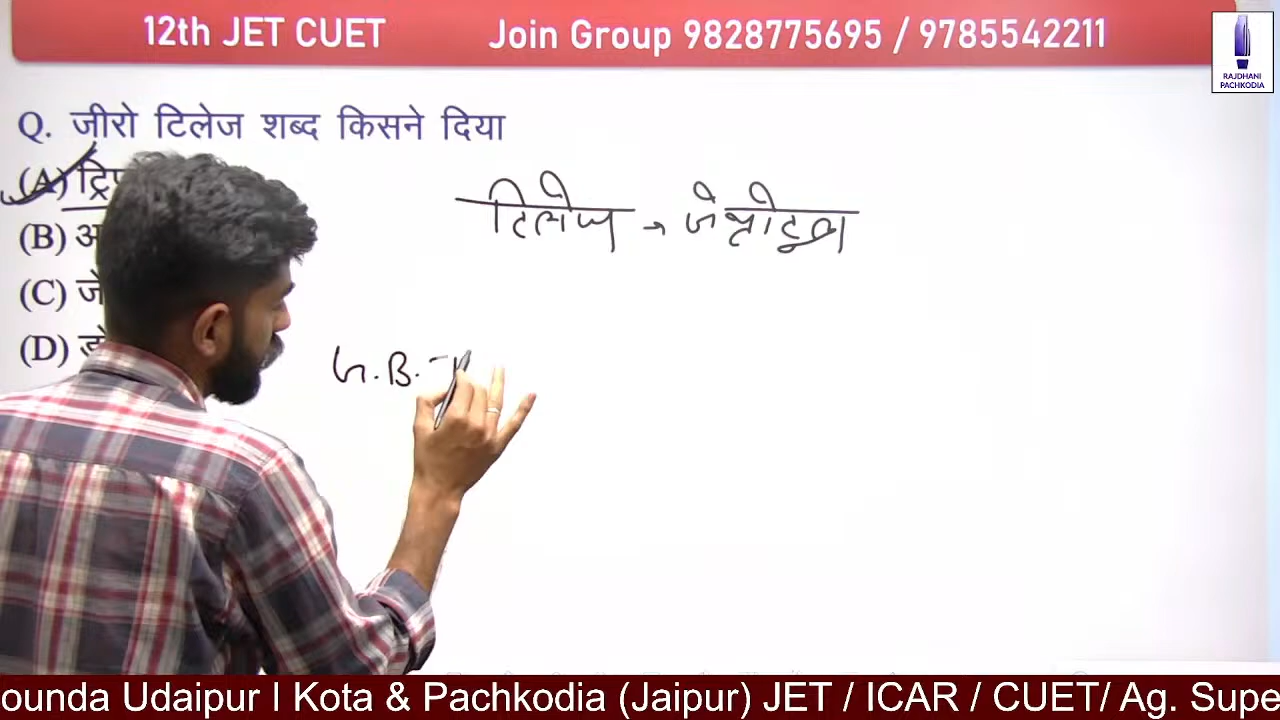 12th JET CUET Join Group 9828775695 / 9785542211
RAJDHANI
PACHKODIA
Q. जीरो टिलेज शब्द किसने दिया
(A)
(B) अ
(C) जे
(D)
टिलेज → जेथ्रोटूल
G.B.
ounda Udaipur I Kota & Pachkodia (Jaipur) JET / ICAR / CUET/ Ag. Supe